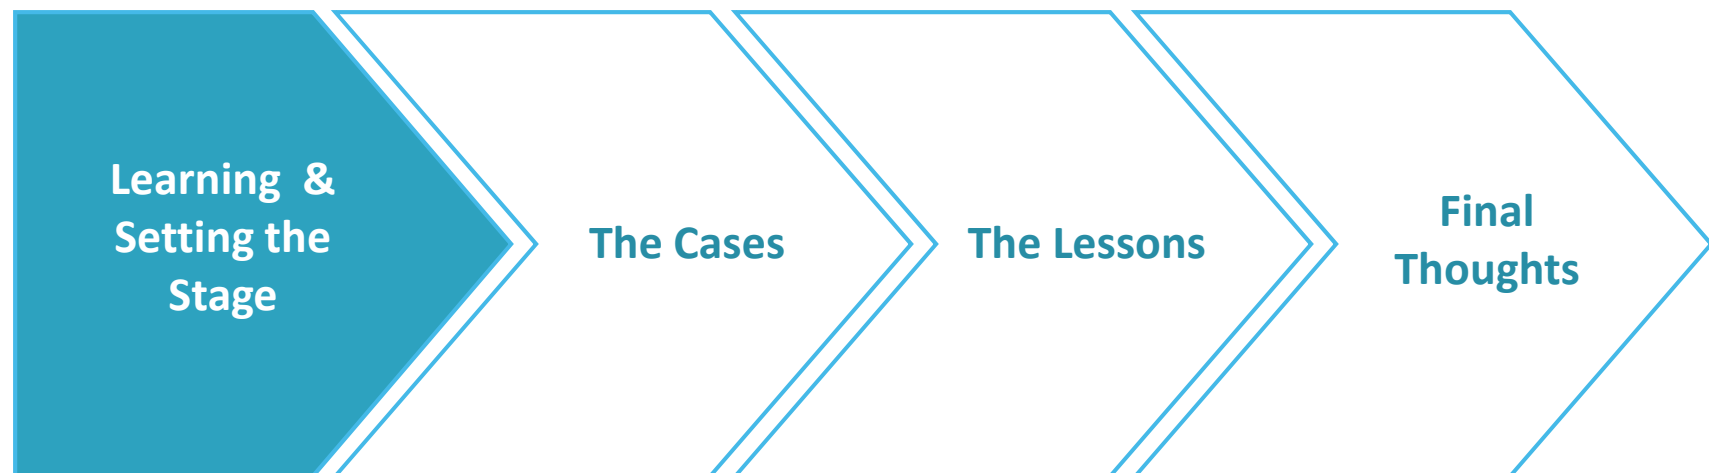 Learning  &
Setting the
Stage
The Cases
The Lessons
Final
Thoughts